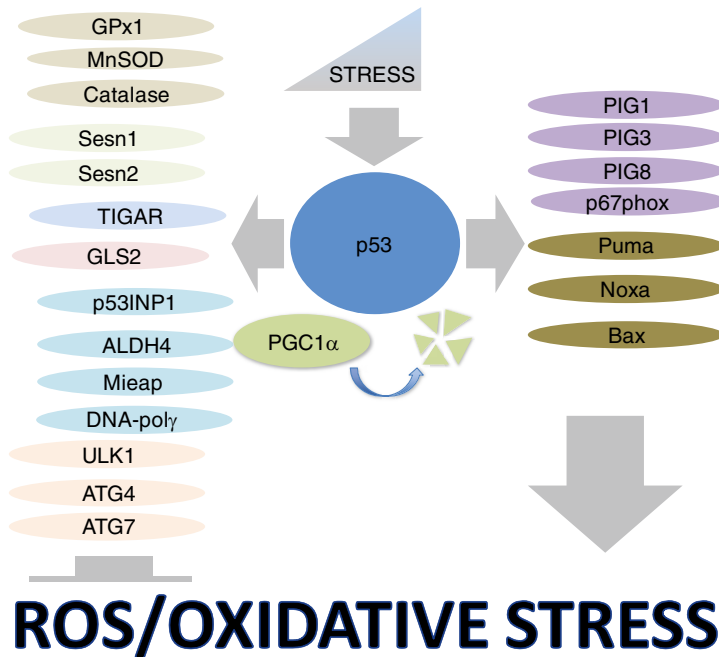 GPx1
MnSOD
Catalase
Sesn1
Sesn2
TIGAR
GLS2
p53INP1
ALDH4
Mieap
DNA-polγ
ULK1
ATG4
ATG7
STRESS
p53
PGC1α
PIG1
PIG3
PIG8
p67phox
Puma
Noxa
Bax
ROS/OXIDATIVE STRESS